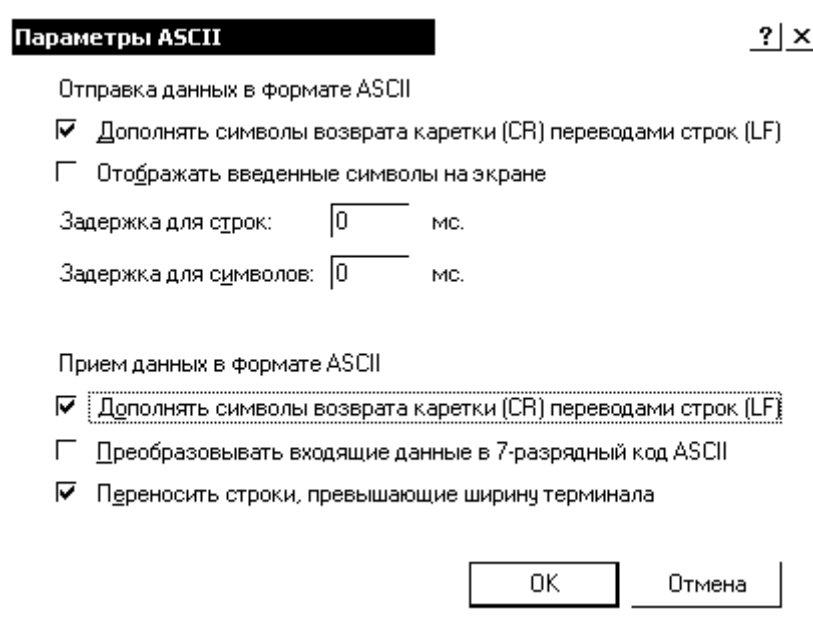 Параметры ASCII ? ×
Отправка данных в формате ASCII
Дополнять символы возврата каретки (CR) переводами строк (LF)
Отображать введенные символы на экране
Задержка для строк: 0 мс.
Задержка для символов: 0 мс.
Прием данных в формате ASCII
Дополнять символы возврата каретки (CR) переводами строк (LF)
Преобразовывать входящие данные в 7-разрядный код ASCII
Переносить строки, превышающие ширину терминала
OK Отмена